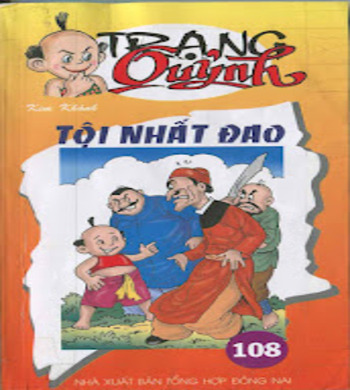 TRẠNG
Quỳnh
Kim Khánh
TỘI NHẤT ĐAO
108
NHÀ XUẤT BẢN TỔNG HỢP ĐỒNG NAI